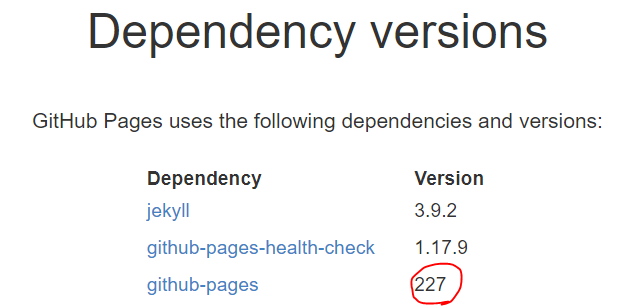 Dependency versions
GitHub Pages uses the following dependencies and versions:
Dependency Version
jekyll 3.9.2
github-pages-health-check 1.17.9
github-pages 227